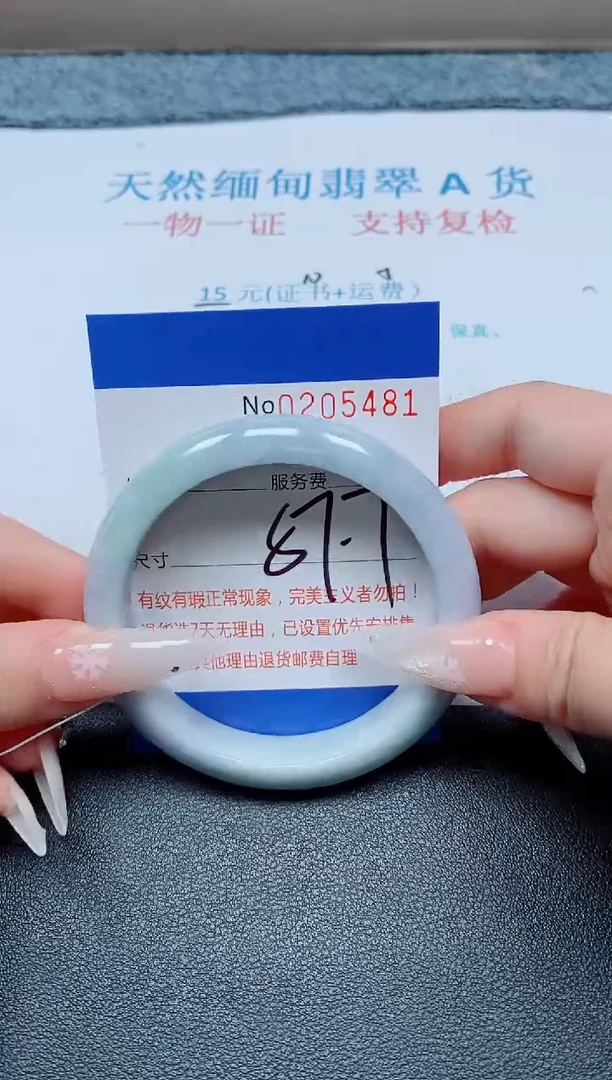 天然缅甸翡翠 A 货
一物一证 支持复检
15 元(证书+运费)
保真、
No0205481
服务费
87.7
尺寸
有纹有瑕正常现象，完美主义者勿拍！
7天无理由，已设置优先安排售
其他理由退货邮费自理